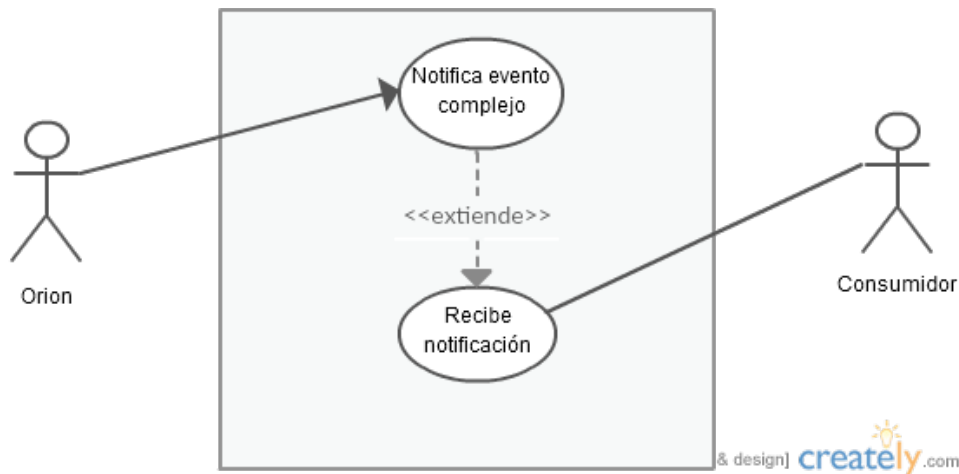 Notifica evento
complejo
<<extiende>>
Orion
Consumidor
Recibe
notificación
& design] creately.com